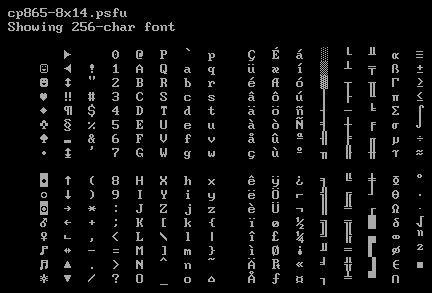 cp865-8x14.psfu
Showing 256-char font
► 0 @ P ` p Ç É á ░ └ ╨ α ≡
☺ ◄ ! 1 A Q a q ü æ í ▒ ┴ ╤ ß ±
☻ ↕ " 2 B R b r é Æ ó ▓ ┬ ╥ Γ ≥
♥ ‼ # 3 C S c s â ô ú │ ├ ╙ π ≤
♦ ¶ $ 4 D T d t ä ö ñ ┤ ─ ╘ Σ ⌠
♣ § % 5 E U e u à ò Ñ ╡ ┼ ╒ σ ⌡
♠ ▬ & 6 F V f v å û ª ╢ ╞ ╓ µ ÷
• ↨ ' 7 G W g w ç ù º ╖ ╟ ╫ τ ≈
◘ ↑ ( 8 H X h x ê ÿ ¿ ╕ ╚ ╪ Φ °
○ ↓ ) 9 I Y i y ë Ö ⌐ ╣ ╔ ┘ Θ ∙
◙ → * : J Z j z è Ü ¬ ║ ╩ ┌ Ω ·
♂ ← + ; K [ k { ï ø ½ ╗ ╦ █ δ √
♀ ∟ , < L \ l | î £ ¼ ╝ ╠ ▄ ∞ ⁿ
♪ ↔ - = M ] m } ì Ø ¡ ╜ ═ ▌ φ ²
♫ ▲ . > N ^ n ~ Ä ₧ « ╛ ╬ ▐ ε ■
☼ ▼ / ? O _ o ⌂ Å ƒ ¤ ┐ ╧ ▀ ∩